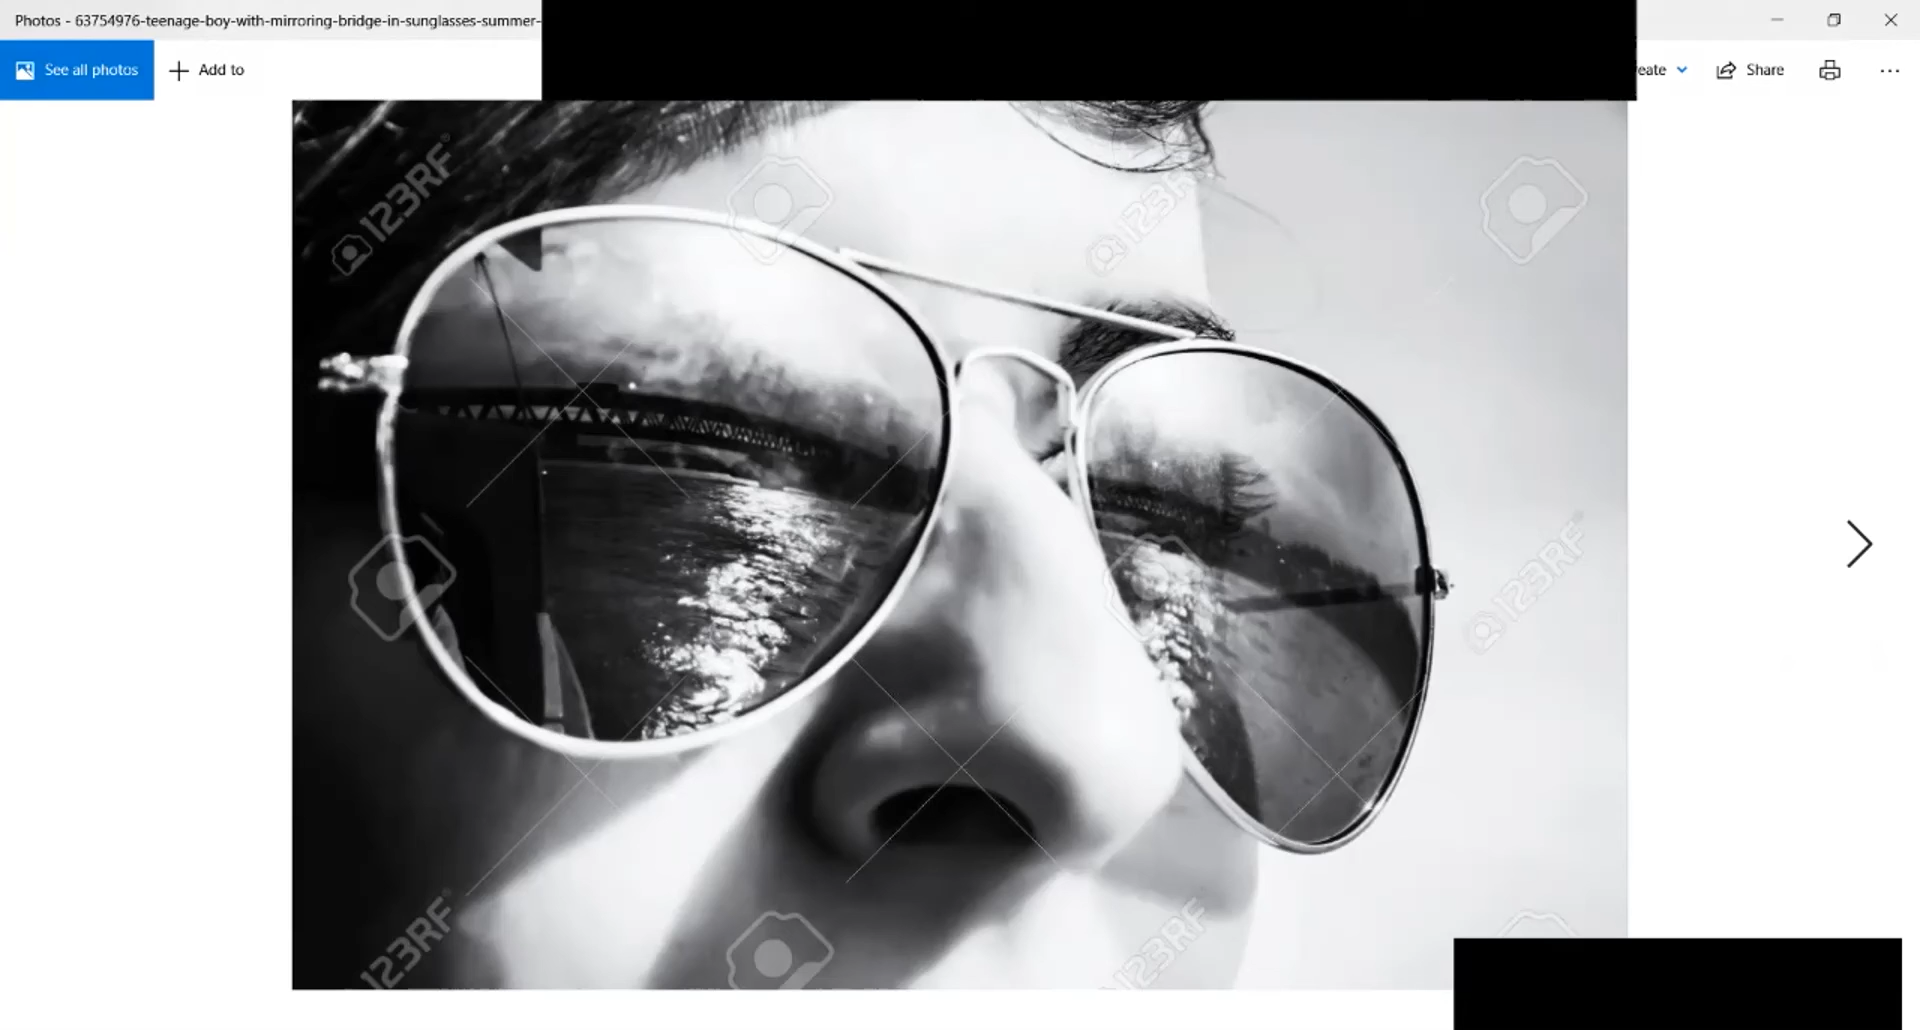 Photos - 63754976-teenage-boy-with-mirroring-bridge-in-sunglasses-summer-
See all photos
Add to
Share
123RF
123RF
123RF
123RF
123RF